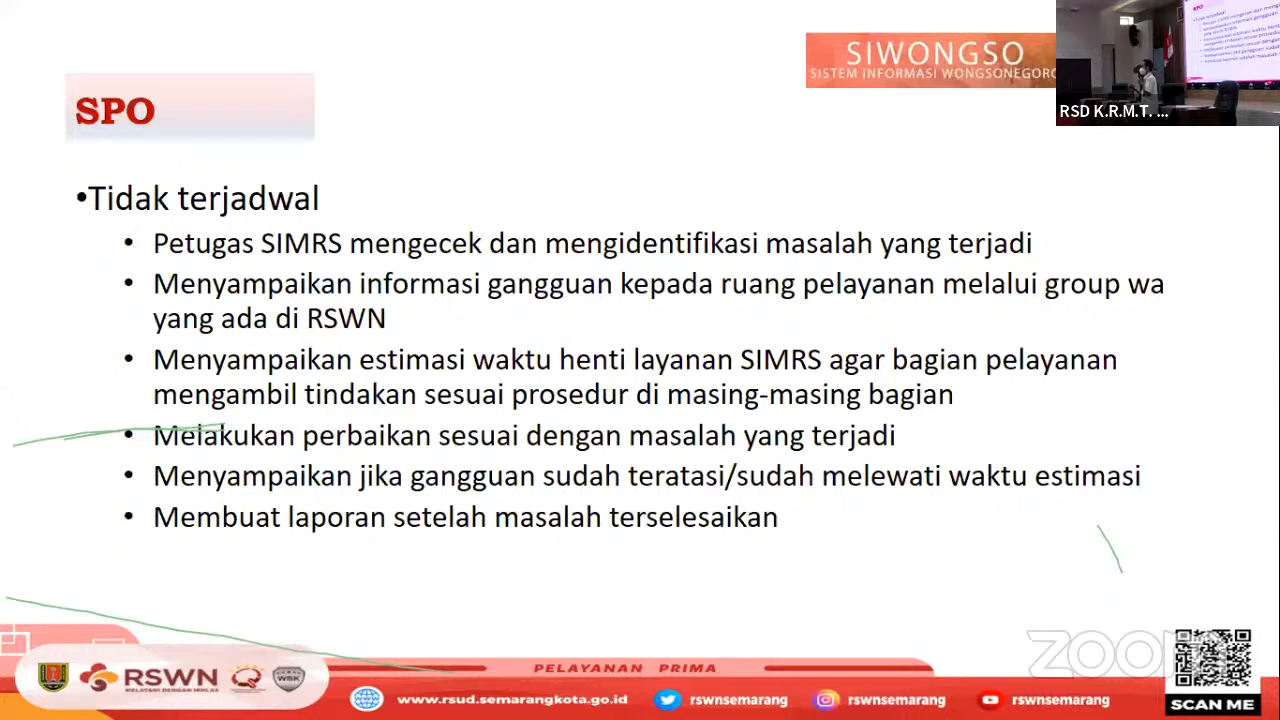 SIWONGSO
SISTEM INFORMASI WONGSONEGORO
RSD K.R.M.T. ...
SPO
•Tidak terjadwal
• Petugas SIMRS mengecek dan mengidentifikasi masalah yang terjadi
• Menyampaikan informasi gangguan kepada ruang pelayanan melalui group wa
yang ada di RSWN
• Menyampaikan estimasi waktu henti layanan SIMRS agar bagian pelayanan
mengambil tindakan sesuai prosedur di masing-masing bagian
• Melakukan perbaikan sesuai dengan masalah yang terjadi
• Menyampaikan jika gangguan sudah teratasi/sudah melewati waktu estimasi
• Membuat laporan setelah masalah terselesaikan
zoom
PELAYANAN PRIMA
RSWN
WBK
www.rsud.semarangkota.go.id
rswnsemarang
rswnsemarang
rswnsemarang
SCAN ME